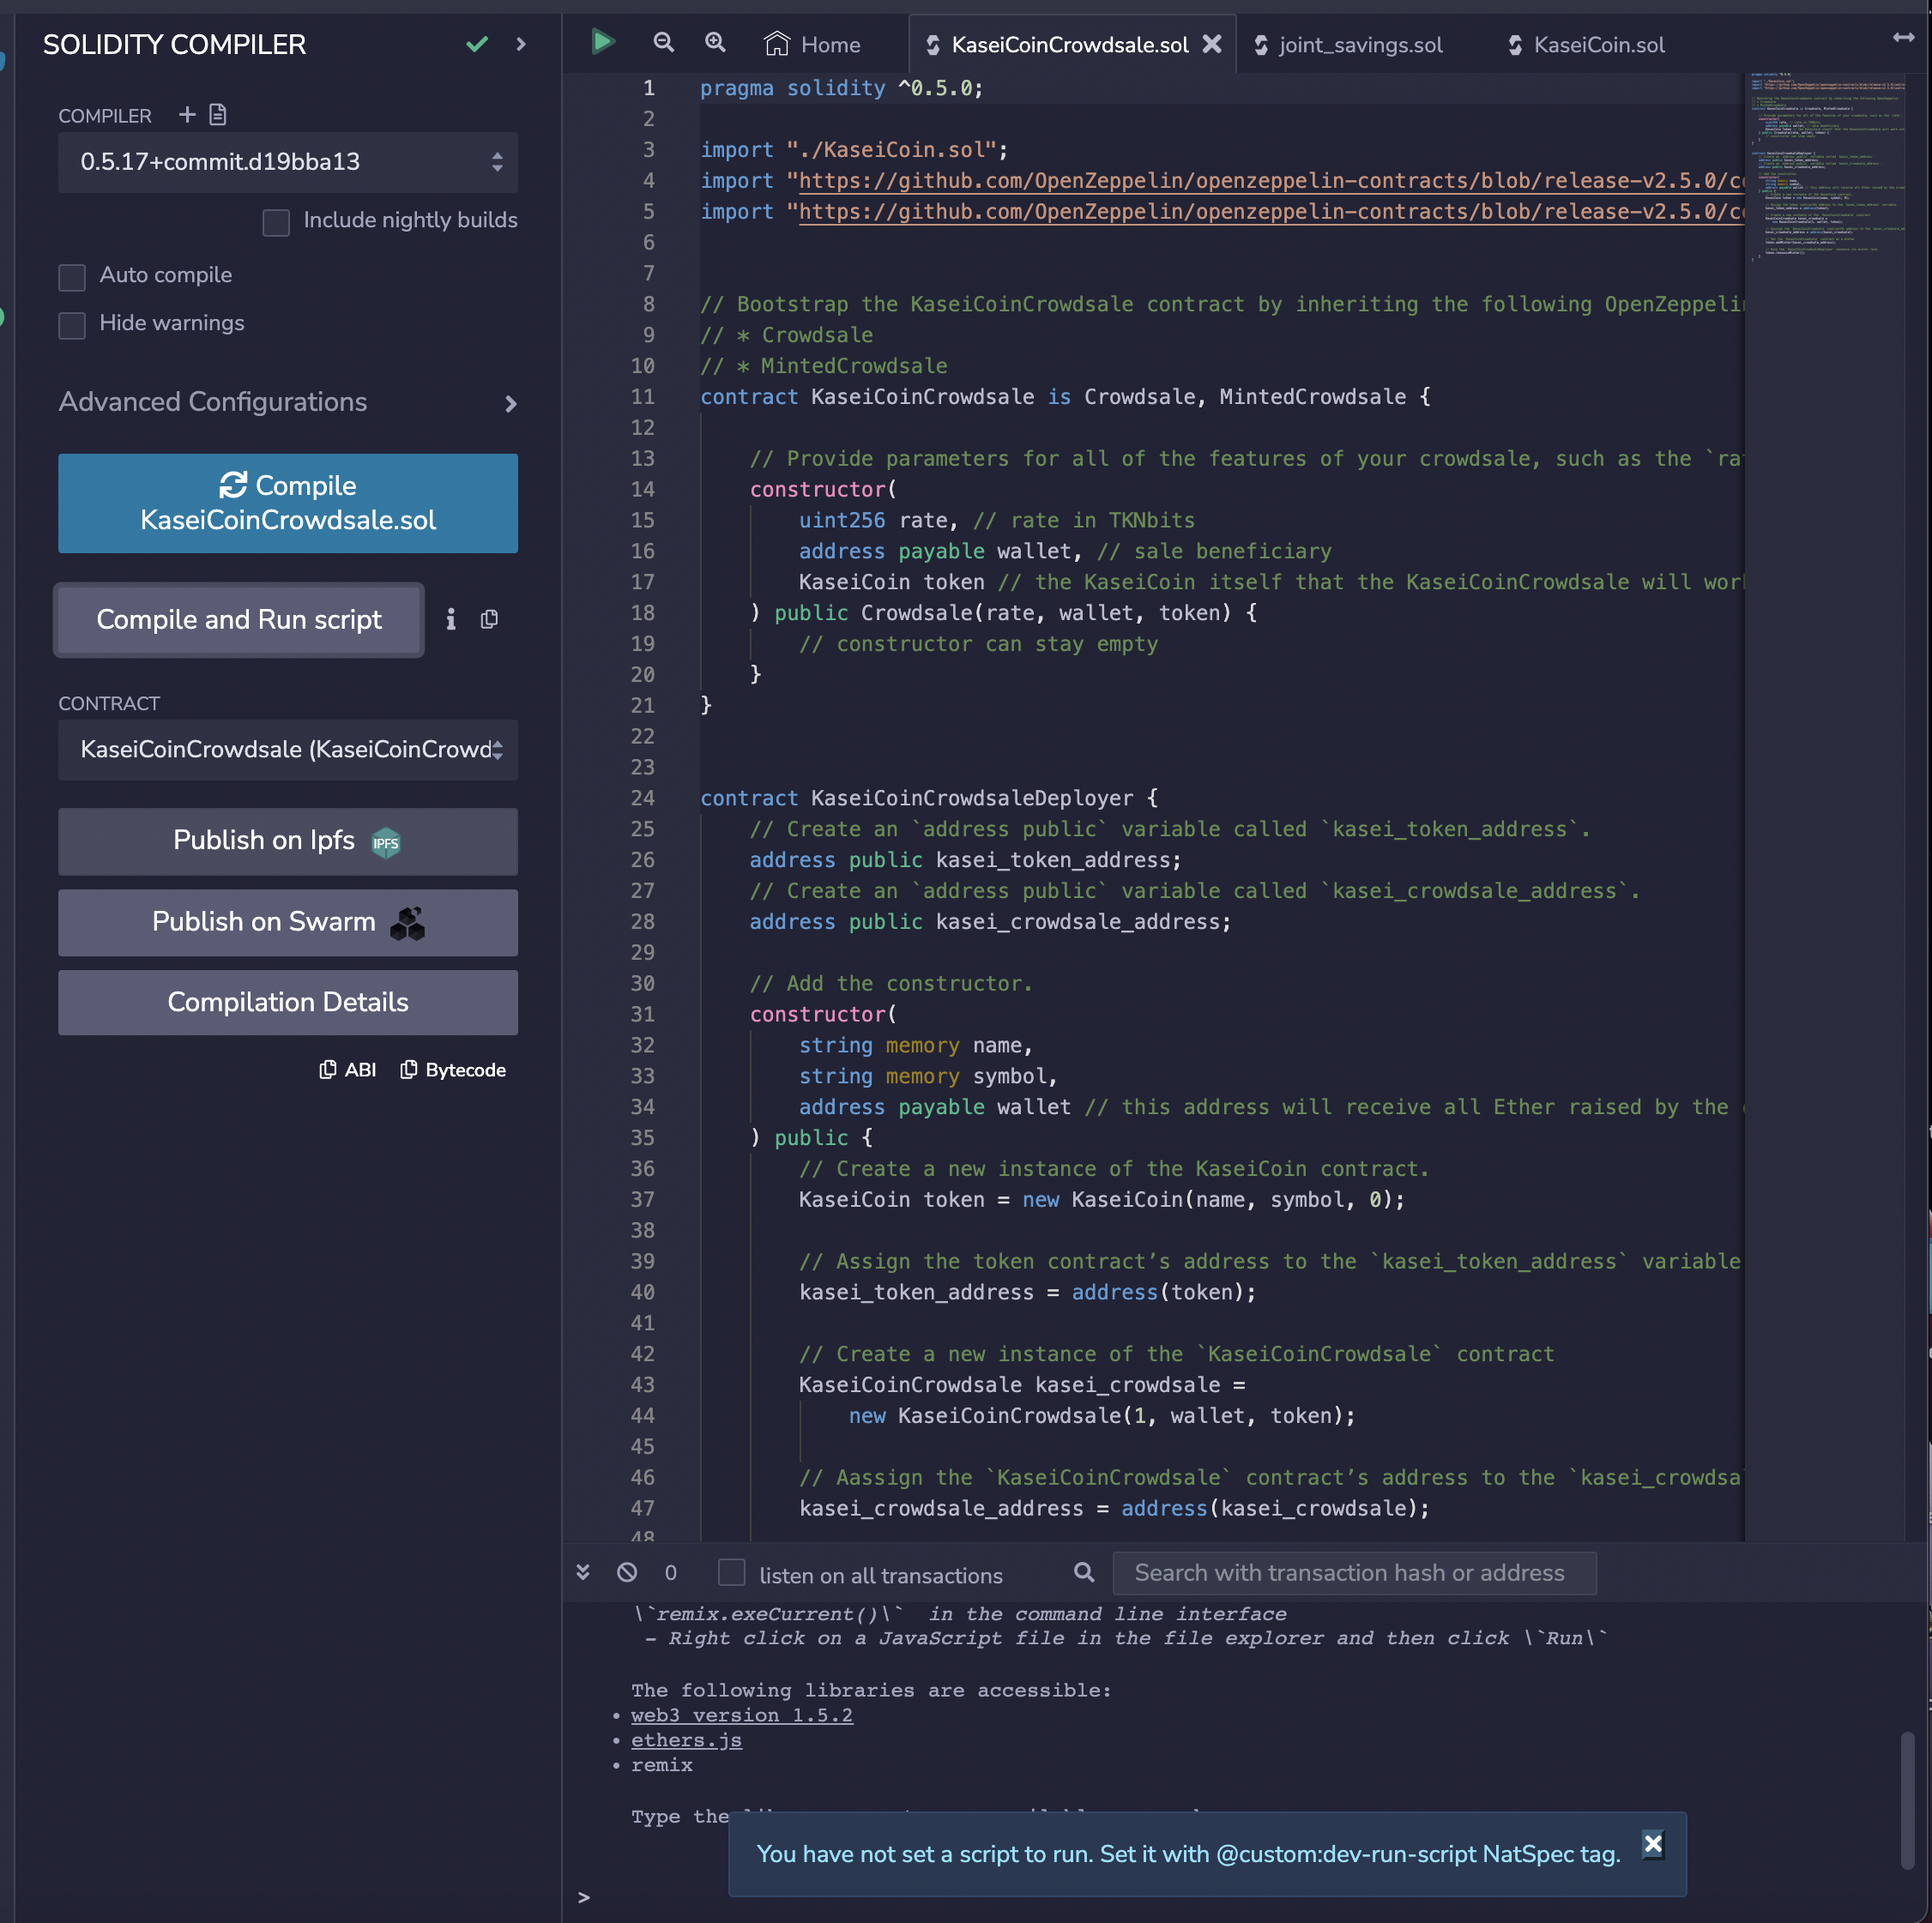 SOLIDITY COMPILER
COMPILER
0.5.17+commit.d19bba13
Include nightly builds
Auto compile
Hide warnings
Advanced Configurations
Compile
KaseiCoinCrowdsale.sol
Compile and Run script
CONTRACT
KaseiCoinCrowdsale (KaseiCoinCrowd
Publish on Ipfs IPFS
Publish on Swarm
Compilation Details
ABI Bytecode
Home KaseiCoinCrowdsale.sol joint_savings.sol KaseiCoin.sol
1 pragma solidity ^0.5.0;
2
3 import "./KaseiCoin.sol";
4 import "https://github.com/OpenZeppelin/openzeppelin-contracts/blob/release-v2.5.0/co
5 import "https://github.com/OpenZeppelin/openzeppelin-contracts/blob/release-v2.5.0/co
6
7
8 // Bootstrap the KaseiCoinCrowdsale contract by inheriting the following OpenZeppelin
9 // * Crowdsale
10 // * MintedCrowdsale
11 contract KaseiCoinCrowdsale is Crowdsale, MintedCrowdsale {
12
13 // Provide parameters for all of the features of your crowdsale, such as the `ra
14 constructor(
15 uint256 rate, // rate in TKNbits
16 address payable wallet, // sale beneficiary
17 KaseiCoin token // the KaseiCoin itself that the KaseiCoinCrowdsale will wor
18 ) public Crowdsale(rate, wallet, token) {
19 // constructor can stay empty
20 }
21 }
22
23
24 contract KaseiCoinCrowdsaleDeployer {
25 // Create an `address public` variable called `kasei_token_address`.
26 address public kasei_token_address;
27 // Create an `address public` variable called `kasei_crowdsale_address`.
28 address public kasei_crowdsale_address;
29
30 // Add the constructor.
31 constructor(
32 string memory name,
33 string memory symbol,
34 address payable wallet // this address will receive all Ether raised by the
35 ) public {
36 // Create a new instance of the KaseiCoin contract.
37 KaseiCoin token = new KaseiCoin(name, symbol, 0);
38
39 // Assign the token contract’s address to the `kasei_token_address` variable
40 kasei_token_address = address(token);
41
42 // Create a new instance of the `KaseiCoinCrowdsale` contract
43 KaseiCoinCrowdsale kasei_crowdsale =
44 new KaseiCoinCrowdsale(1, wallet, token);
45
46 // Aassign the `KaseiCoinCrowdsale` contract’s address to the `kasei_crowdsa
47 kasei_crowdsale_address = address(kasei_crowdsale);
48
0 listen on all transactions Search with transaction hash or address
\`remix.exeCurrent()\` in the command line interface
- Right click on a JavaScript file in the file explorer and then click \`Run\`
The following libraries are accessible:
• web3 version 1.5.2
• ethers.js
• remix
Type the
You have not set a script to run. Set it with @custom:dev-run-script NatSpec tag.
>